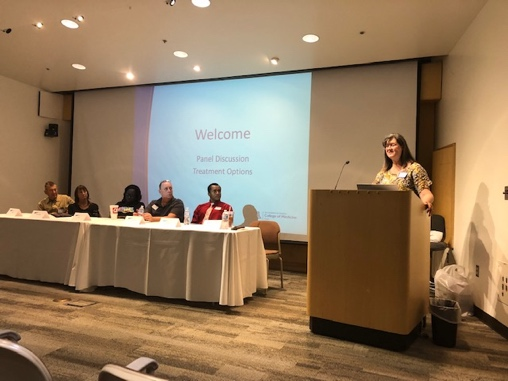 Welcome
Panel Discussion
Treatment Options
College of Medicine